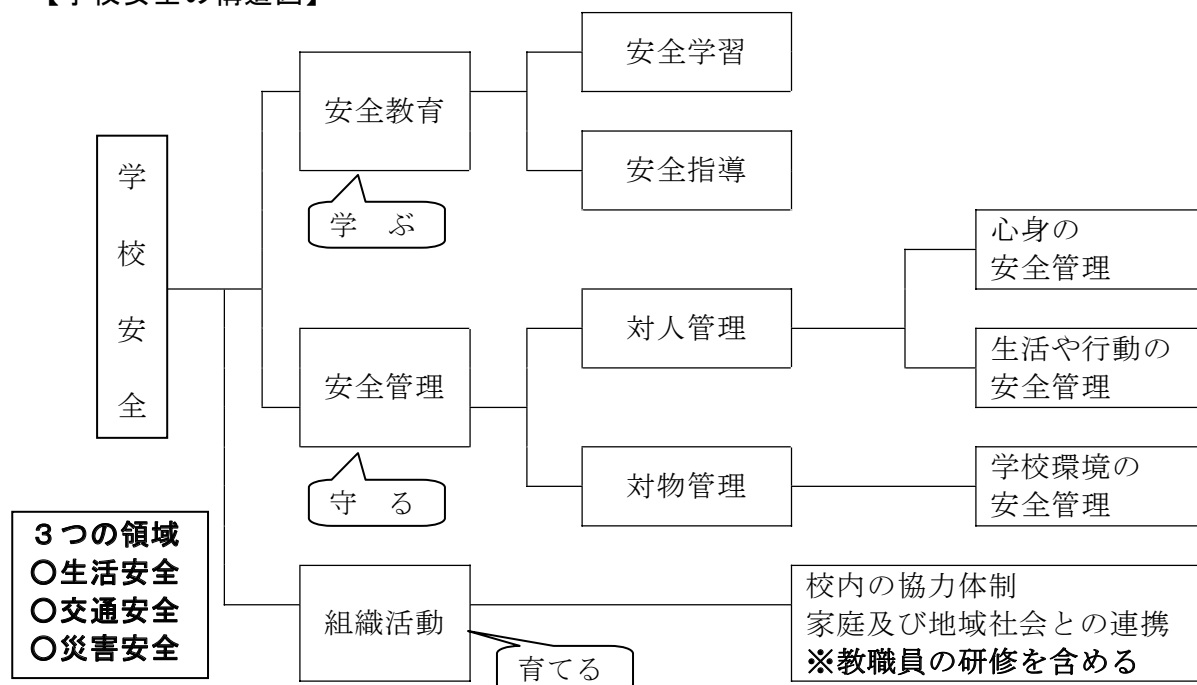 【学校安全の構造図】
学校安全
安全教育
学 ぶ
安全学習
安全指導
安全管理
守 る
対人管理
心身の
安全管理
生活や行動の
安全管理
対物管理
学校環境の
安全管理
組織活動
育てる
校内の協力体制
家庭及び地域社会との連携
※教職員の研修を含める
３つの領域
○生活安全
○交通安全
○災害安全